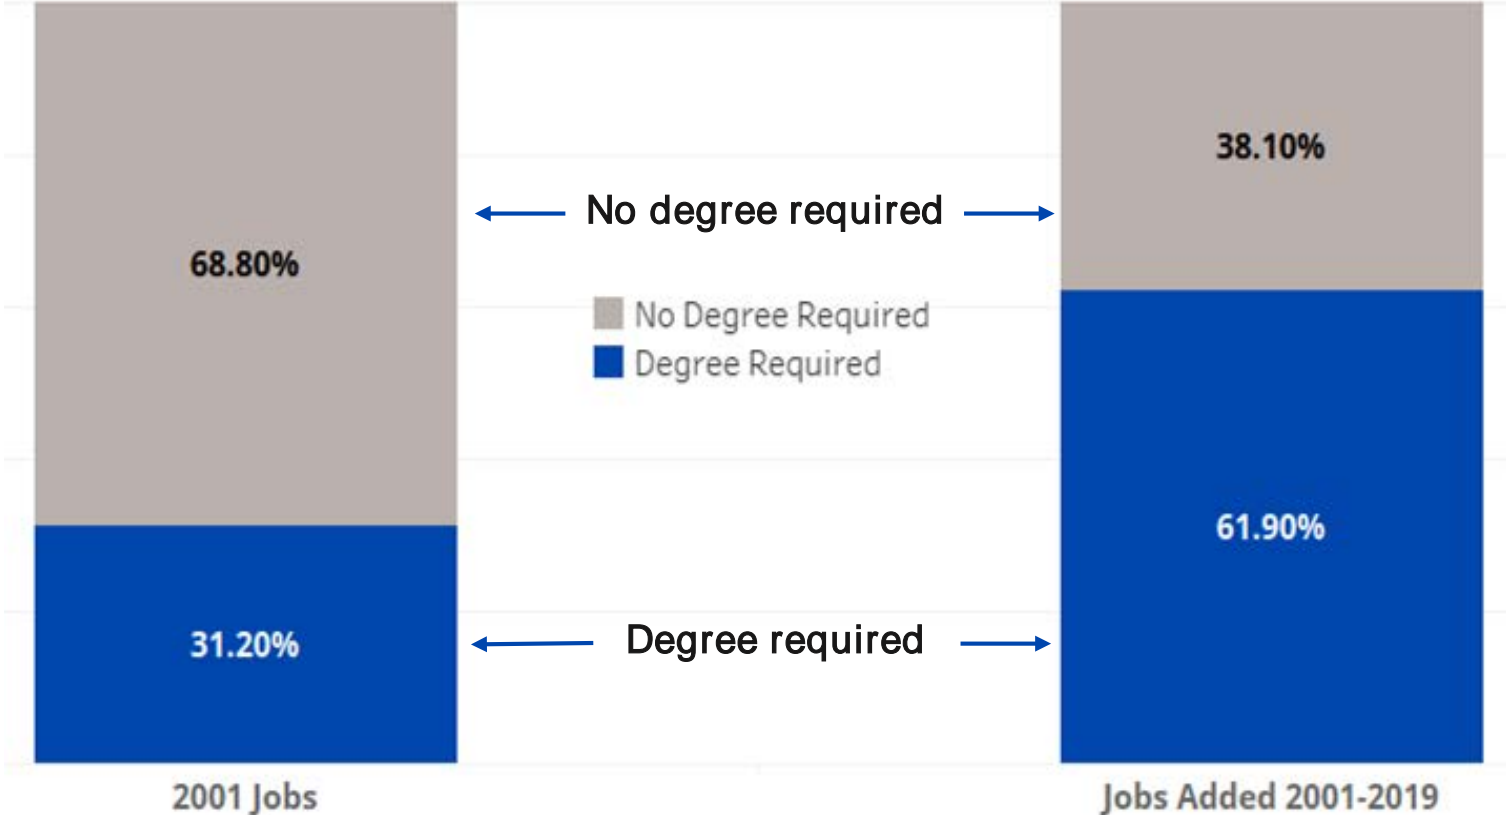 38.10%
No degree required
68.80%
No Degree Required
Degree Required
61.90%
31.20%
Degree required
2001 Jobs
Jobs Added 2001-2019